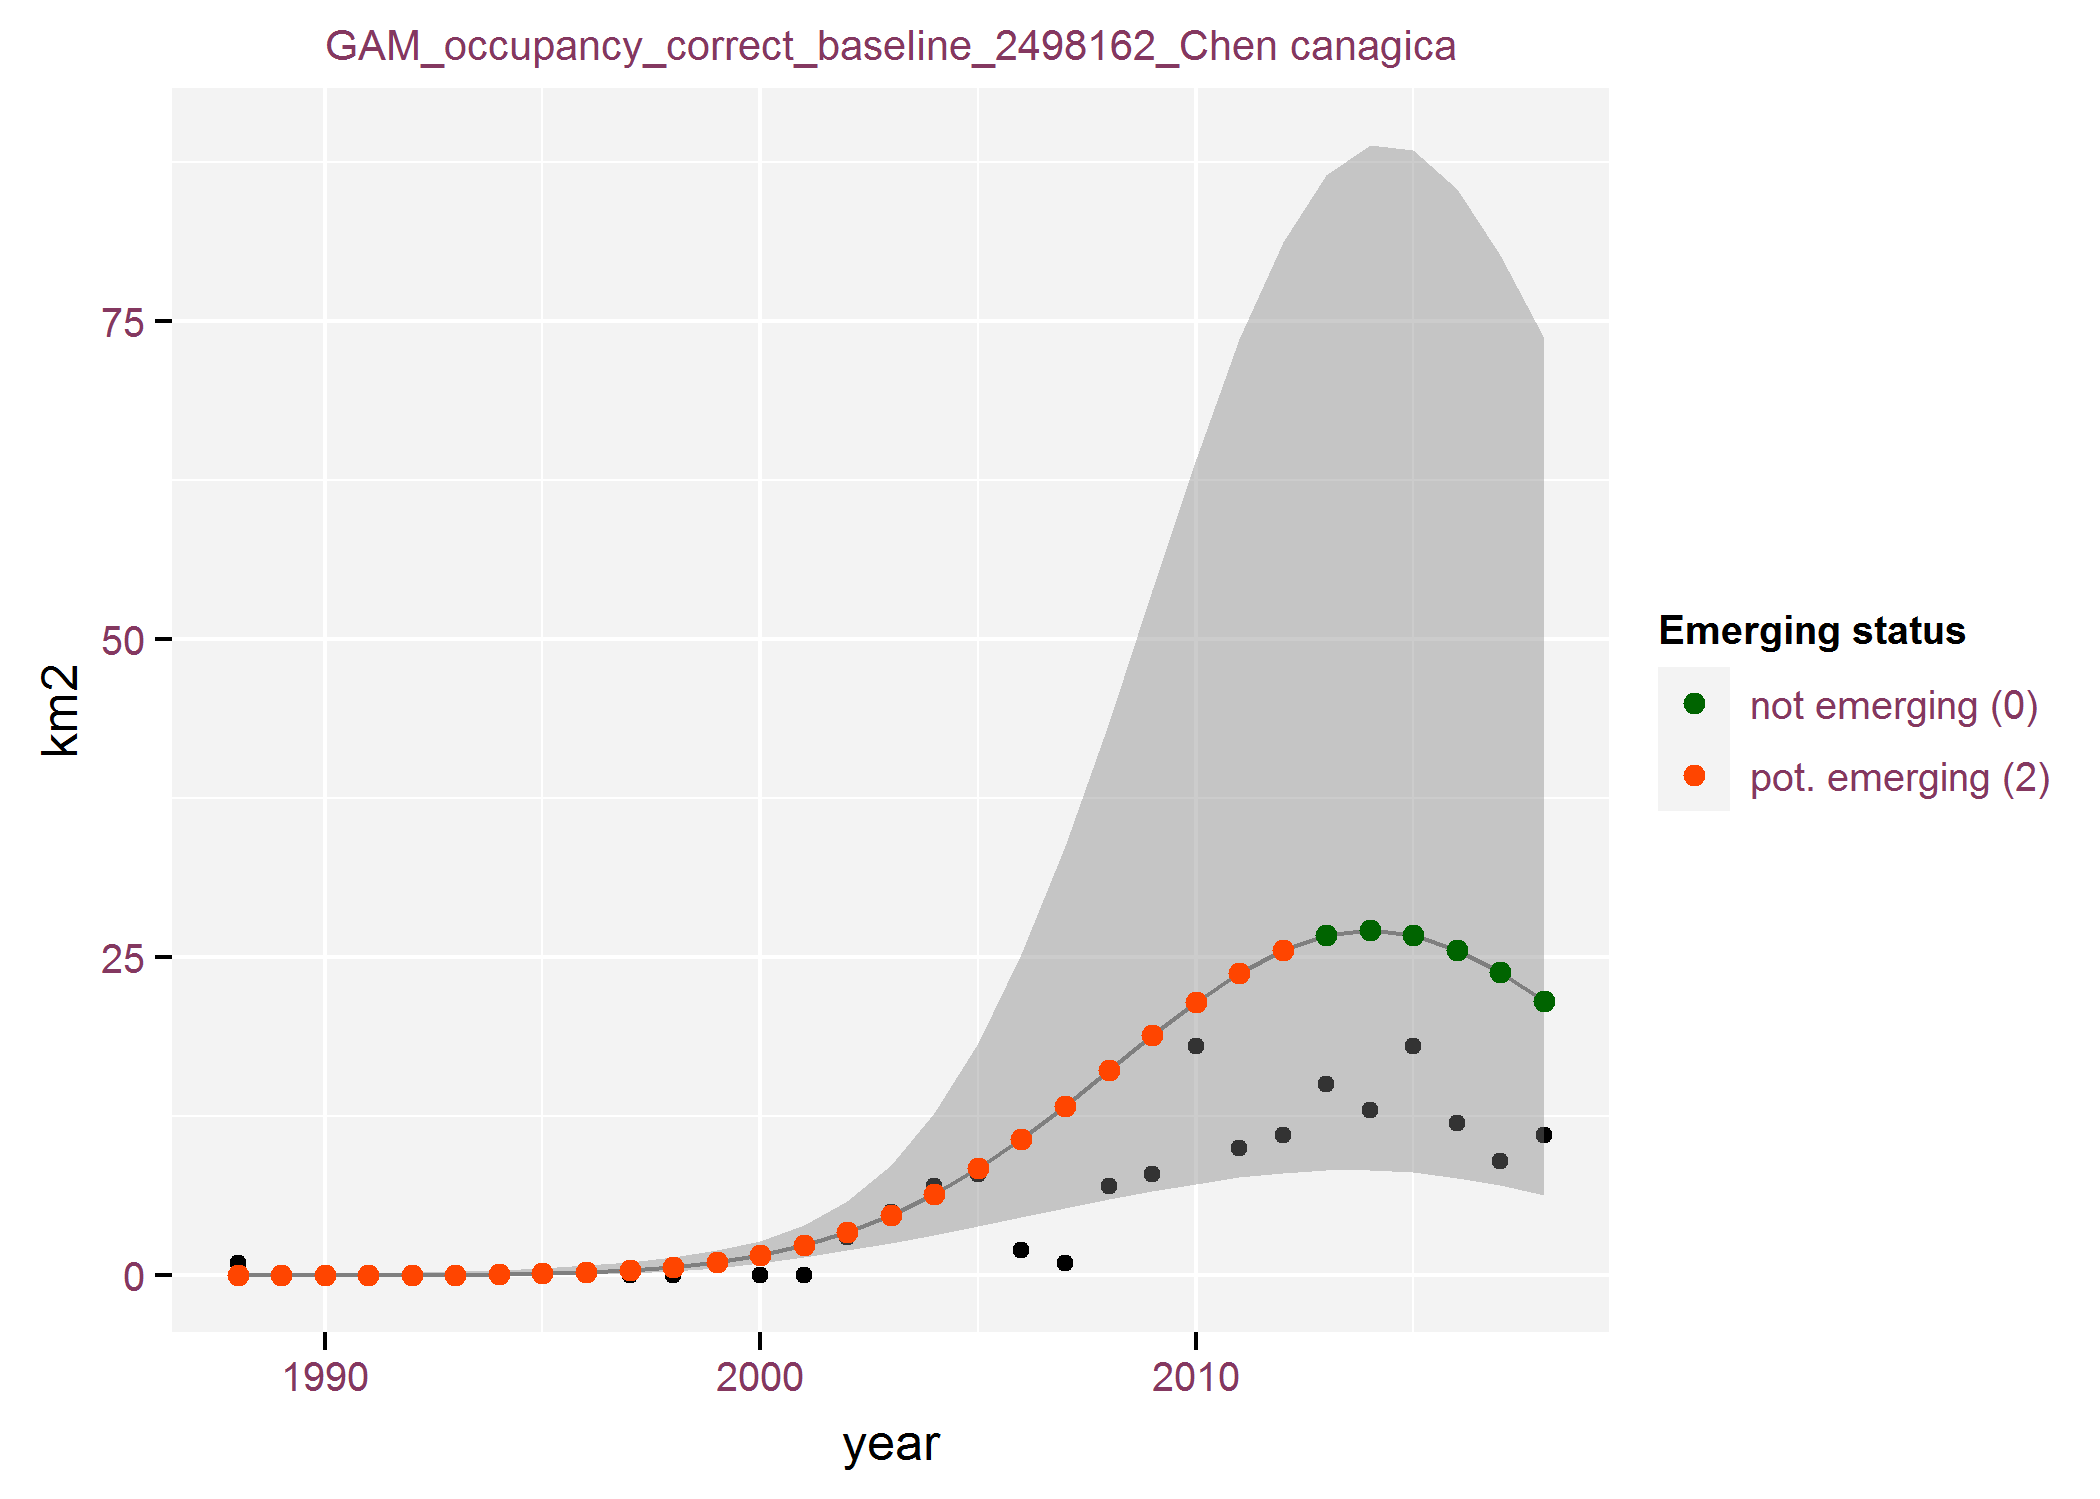 GAM_occupancy_correct_baseline_2498162_Chen canagica
75
50
25
0
km2
1990
2000
2010
year
Emerging status
not emerging (0)
pot. emerging (2)